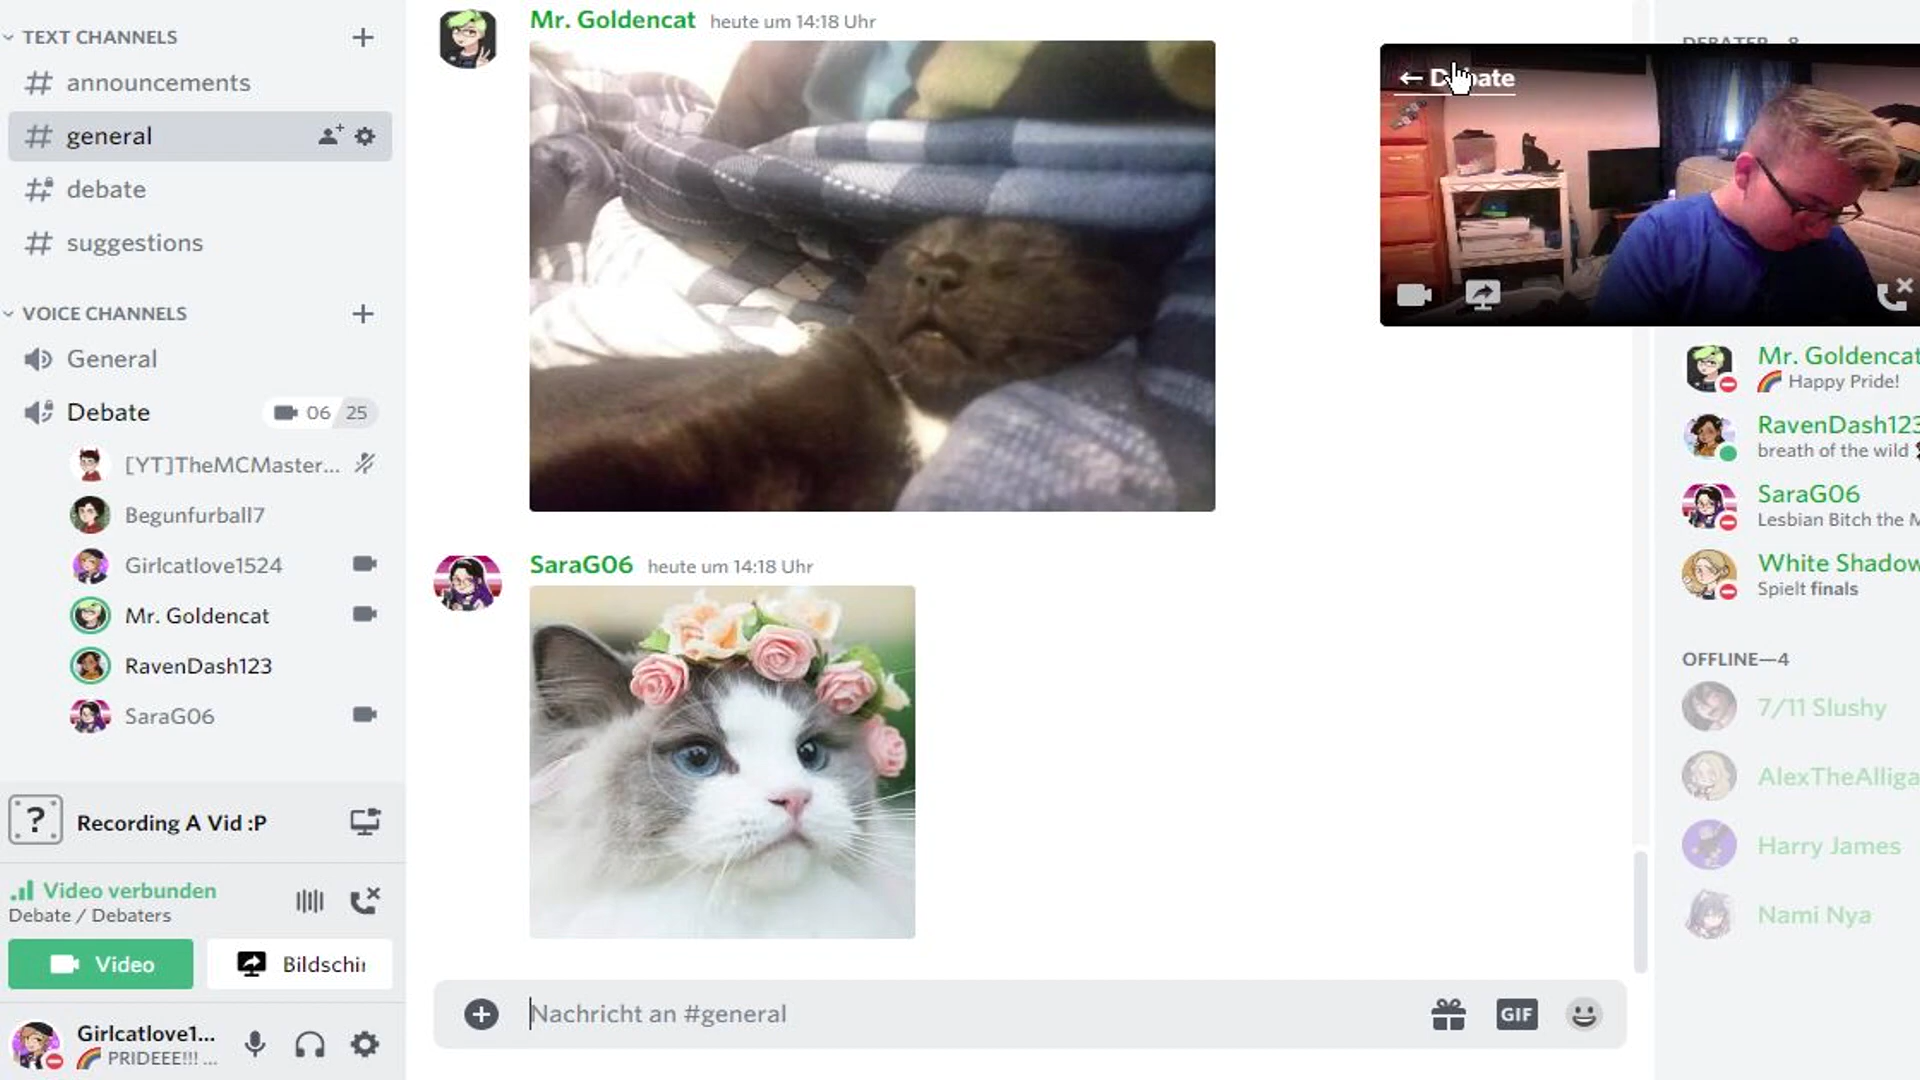 TEXT CHANNELS
announcements
general
debate
suggestions
VOICE CHANNELS
General
Debate 06 25
[YT]TheMCMaster...
Begunfurball7
Girlcatlove1524
Mr. Goldencat
RavenDash123
SaraG06
? Recording A Vid :P
Video verbunden
Debate / Debaters
Video
Bildschi
Girlcatlove1...
PRIDEEE!!! ...
Mr. Goldencat heute um 14:18 Uhr
SaraG06 heute um 14:18 Uhr
Nachricht an #general
GIF
DEBATER—8
← Debate
Mr. Goldencat
Happy Pride!
RavenDash123
breath of the wild
SaraG06
Lesbian Bitch the M
White Shadow
Spielt finals
OFFLINE—4
7/11 Slushy
AlexTheAlliga
Harry James
Nami Nya